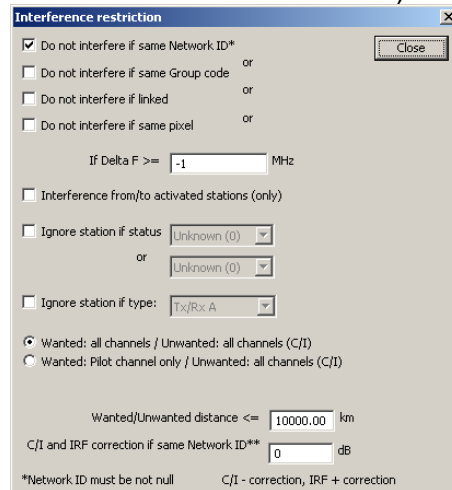 Interference restriction
Do not interfere if same Network ID*
Close
or
Do not interfere if same Group code
or
Do not interfere if linked
or
Do not interfere if same pixel
If Delta F >= -1 MHz
Interference from/to activated stations (only)
Ignore station if status Unknown (0)
or
Unknown (0)
Ignore station if type: Tx/Rx A
Wanted: all channels / Unwanted: all channels (C/I)
Wanted: Pilot channel only / Unwanted: all channels (C/I)
Wanted/Unwanted distance <= 10000.00 km
C/I and IRF correction if same Network ID** 0 dB
*Network ID must be not null C/I - correction, IRF + correction